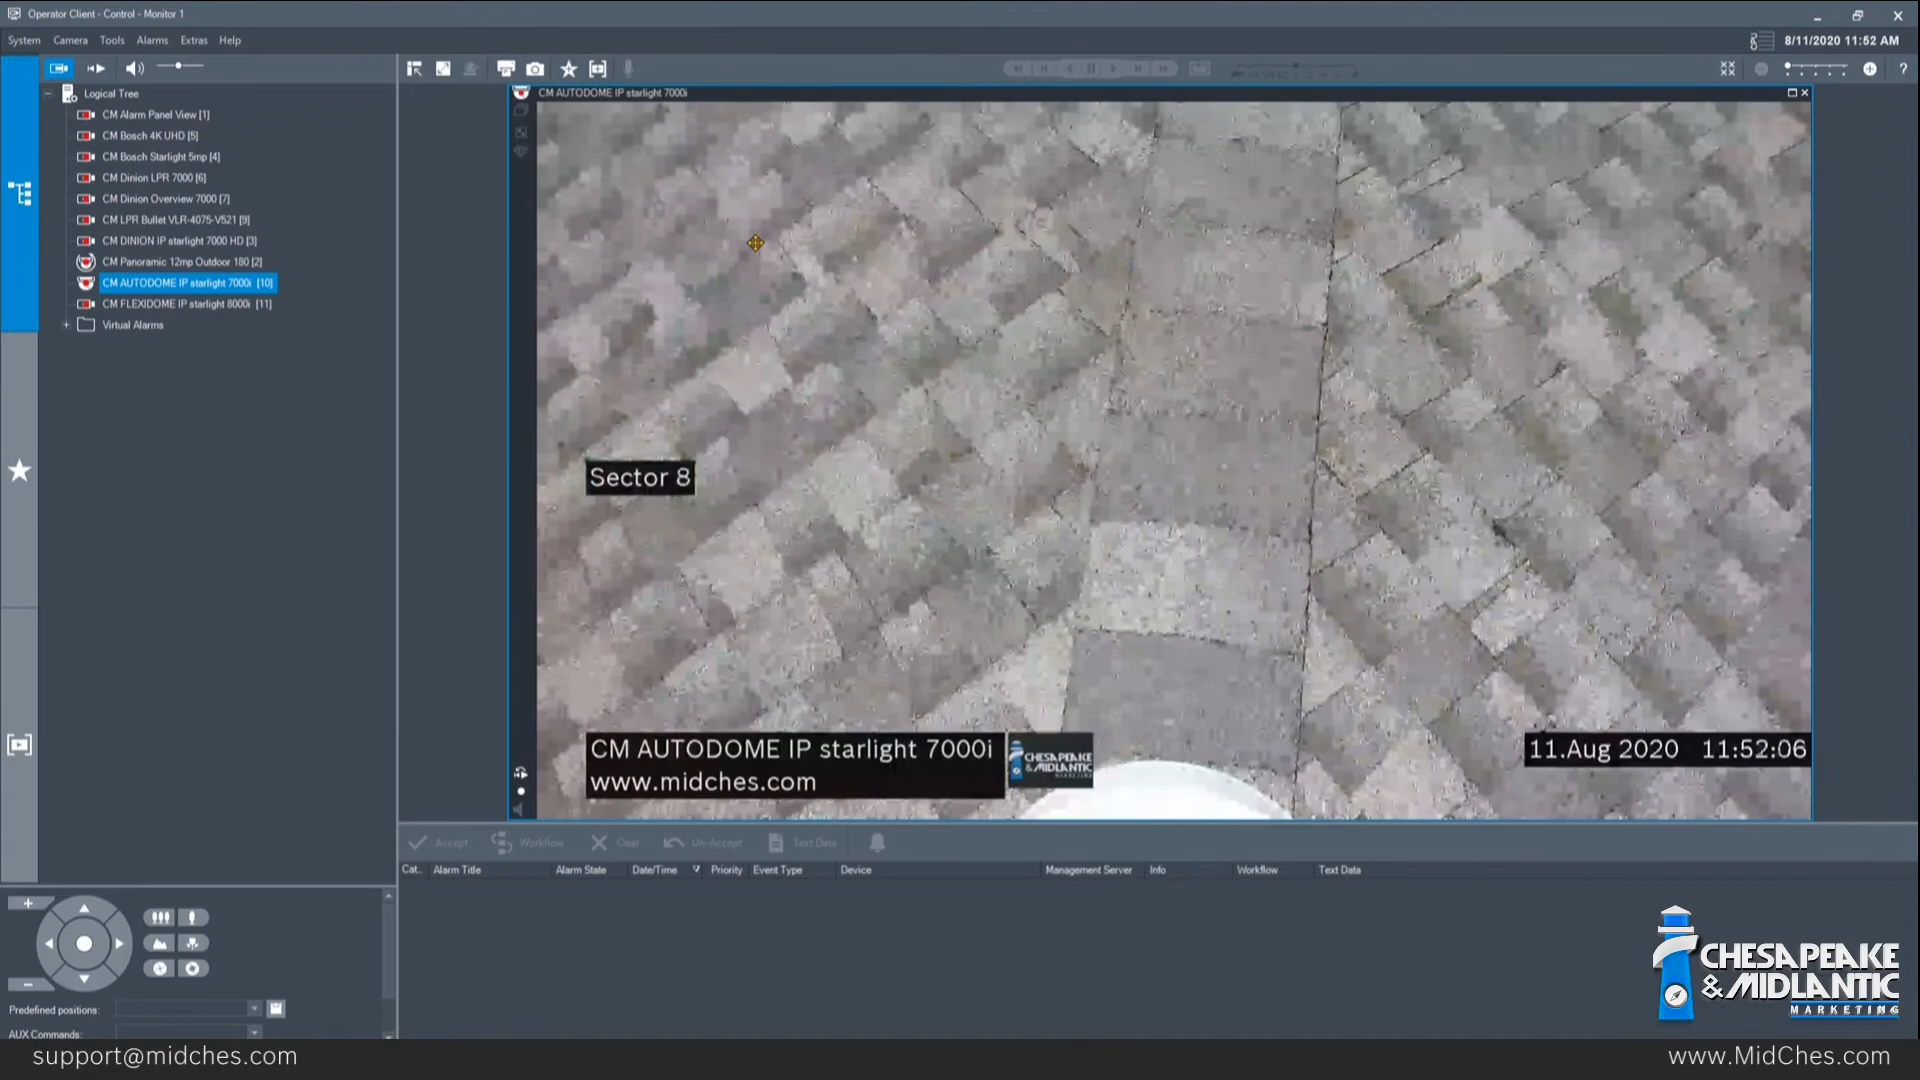 Operator Client - Control - Monitor 1
System Camera Tools Alarms Extras Help
8/11/2020 11:52 AM
?
Logical Tree
CM Alarm Panel View [1]
CM Bosch 4K UHD [5]
CM Bosch Starlight 5mp [4]
CM Dinion LPR 7000 [6]
CM Dinion Overview 7000 [7]
CM LPR Bullet VLR-4075-V521 [9]
CM DINION IP starlight 7000 HD [3]
CM Panoramic 12mp Outdoor 180 [2]
CM AUTODOME IP starlight 7000i [10]
CM FLEXIDOME IP starlight 8000i [11]
Virtual Alarms
CM AUTODOME IP starlight 7000i
Sector 8
CM AUTODOME IP starlight 7000i
www.midches.com
CHESAPEAKE
& MIDLANTIC
MARKETING
11.Aug 2020 11:52:06
Accept Workflow Clear Un-Accept Text Data
Cat.. Alarm Title Alarm State Date/Time Priority Event Type Device Management Server Info Workflow Text Data
Predefined positions:
AUX Commands:
CHESAPEAKE
& MIDLANTIC
MARKETING
support@midches.com
www.MidChes.com